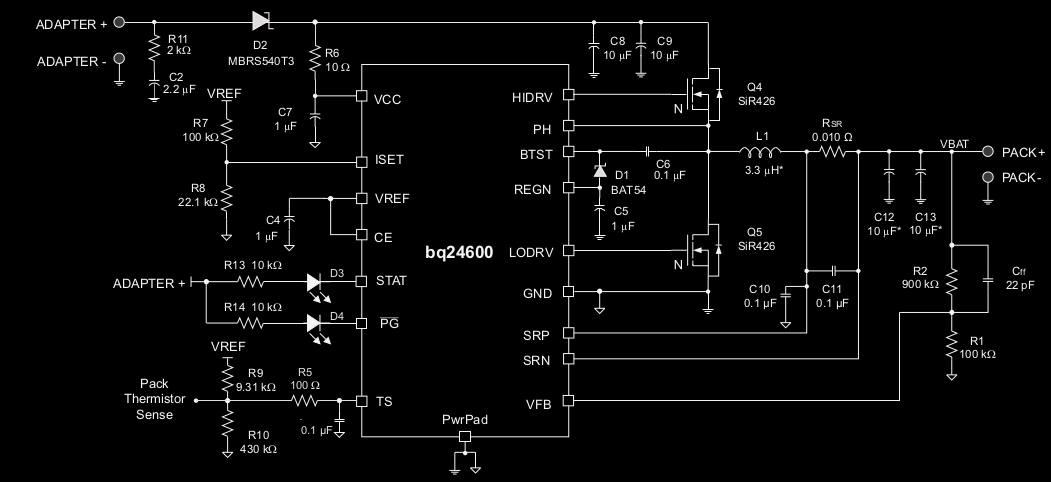 ADAPTER +
ADAPTER -
R11
2 kΩ
C2
2.2 μF
D2
MBRS540T3
R6
10 Ω
C7
1 μF
VREF
R7
100 kΩ
R8
22.1 kΩ
C4
1 μF
ADAPTER +
R13 10 kΩ
D3
R14 10 kΩ
D4
VREF
R9
9.31 kΩ
R5
100 Ω
Pack
Thermistor
Sense
R10
430 kΩ
0.1 μF
VCC
ISET
VREF
CE
STAT
PG
TS
bq24600
PwrPad
HIDRV
PH
BTST
REGN
LODRV
GND
SRP
SRN
VFB
C8
10 μF
C9
10 μF
Q4
SiR426
N
C6
0.1 μF
D1
BAT54
C5
1 μF
Q5
SiR426
N
L1
3.3 μH*
RSR
0.010 Ω
VBAT
PACK+
PACK-
C12
10 μF*
C13
10 μF*
C10
0.1 μF
C11
0.1 μF
R2
900 kΩ
Cff
22 pF
R1
100 kΩ